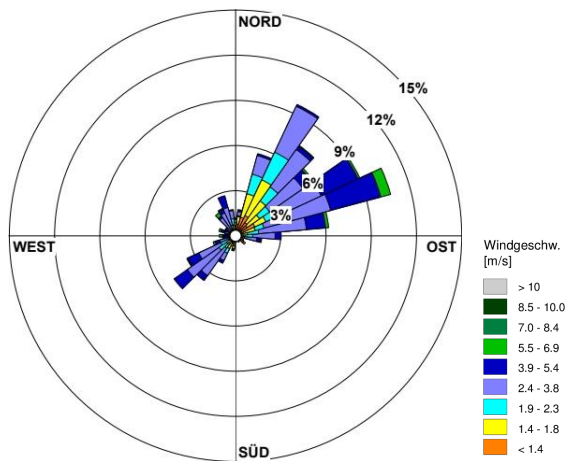 NORD
15%
12%
9%
6%
3%
WEST
OST
SÜD
Windgeschw.
[m/s]
> 10
8.5 - 10.0
7.0 - 8.4
5.5 - 6.9
3.9 - 5.4
2.4 - 3.8
1.9 - 2.3
1.4 - 1.8
< 1.4